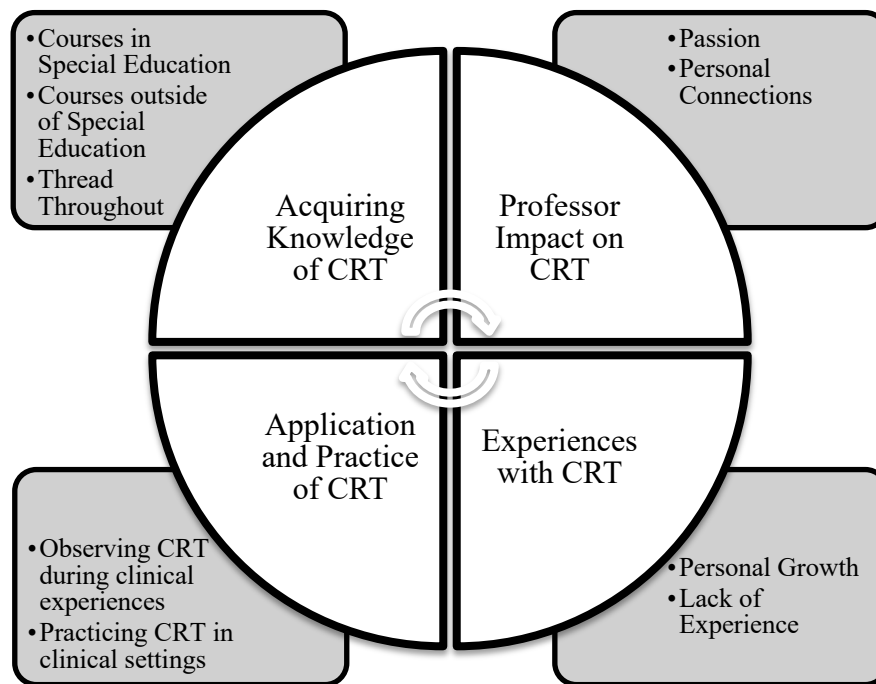 •Courses in
Special Education
•Courses outside
of Special
Education
•Thread
Throughout
•Passion
•Personal
Connections
Acquiring
Knowledge
of CRT
Professor
Impact on
CRT
Application
and Practice
of CRT
Experiences
with CRT
•Observing CRT
during clinical
experiences
•Practicing CRT in
clinical settings
•Personal Growth
•Lack of
Experience